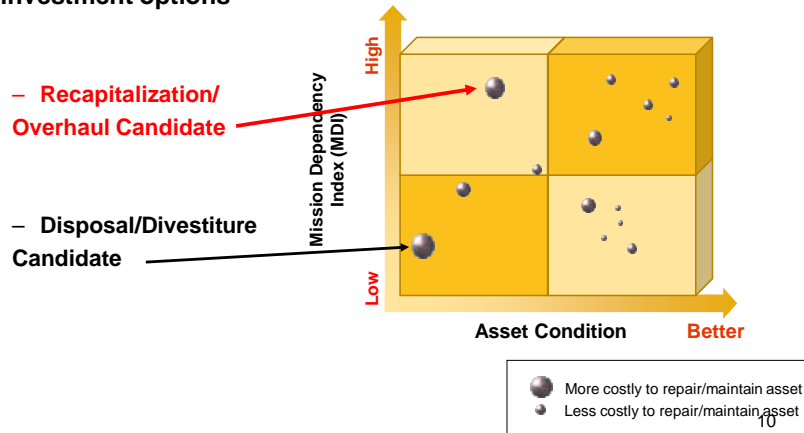 investment options
– Recapitalization/
Overhaul Candidate
– Disposal/Divestiture
Candidate
High
Mission Dependency
Index (MDI)
Low
Asset Condition
Better
More costly to repair/maintain asset
Less costly to repair/maintain asset
10